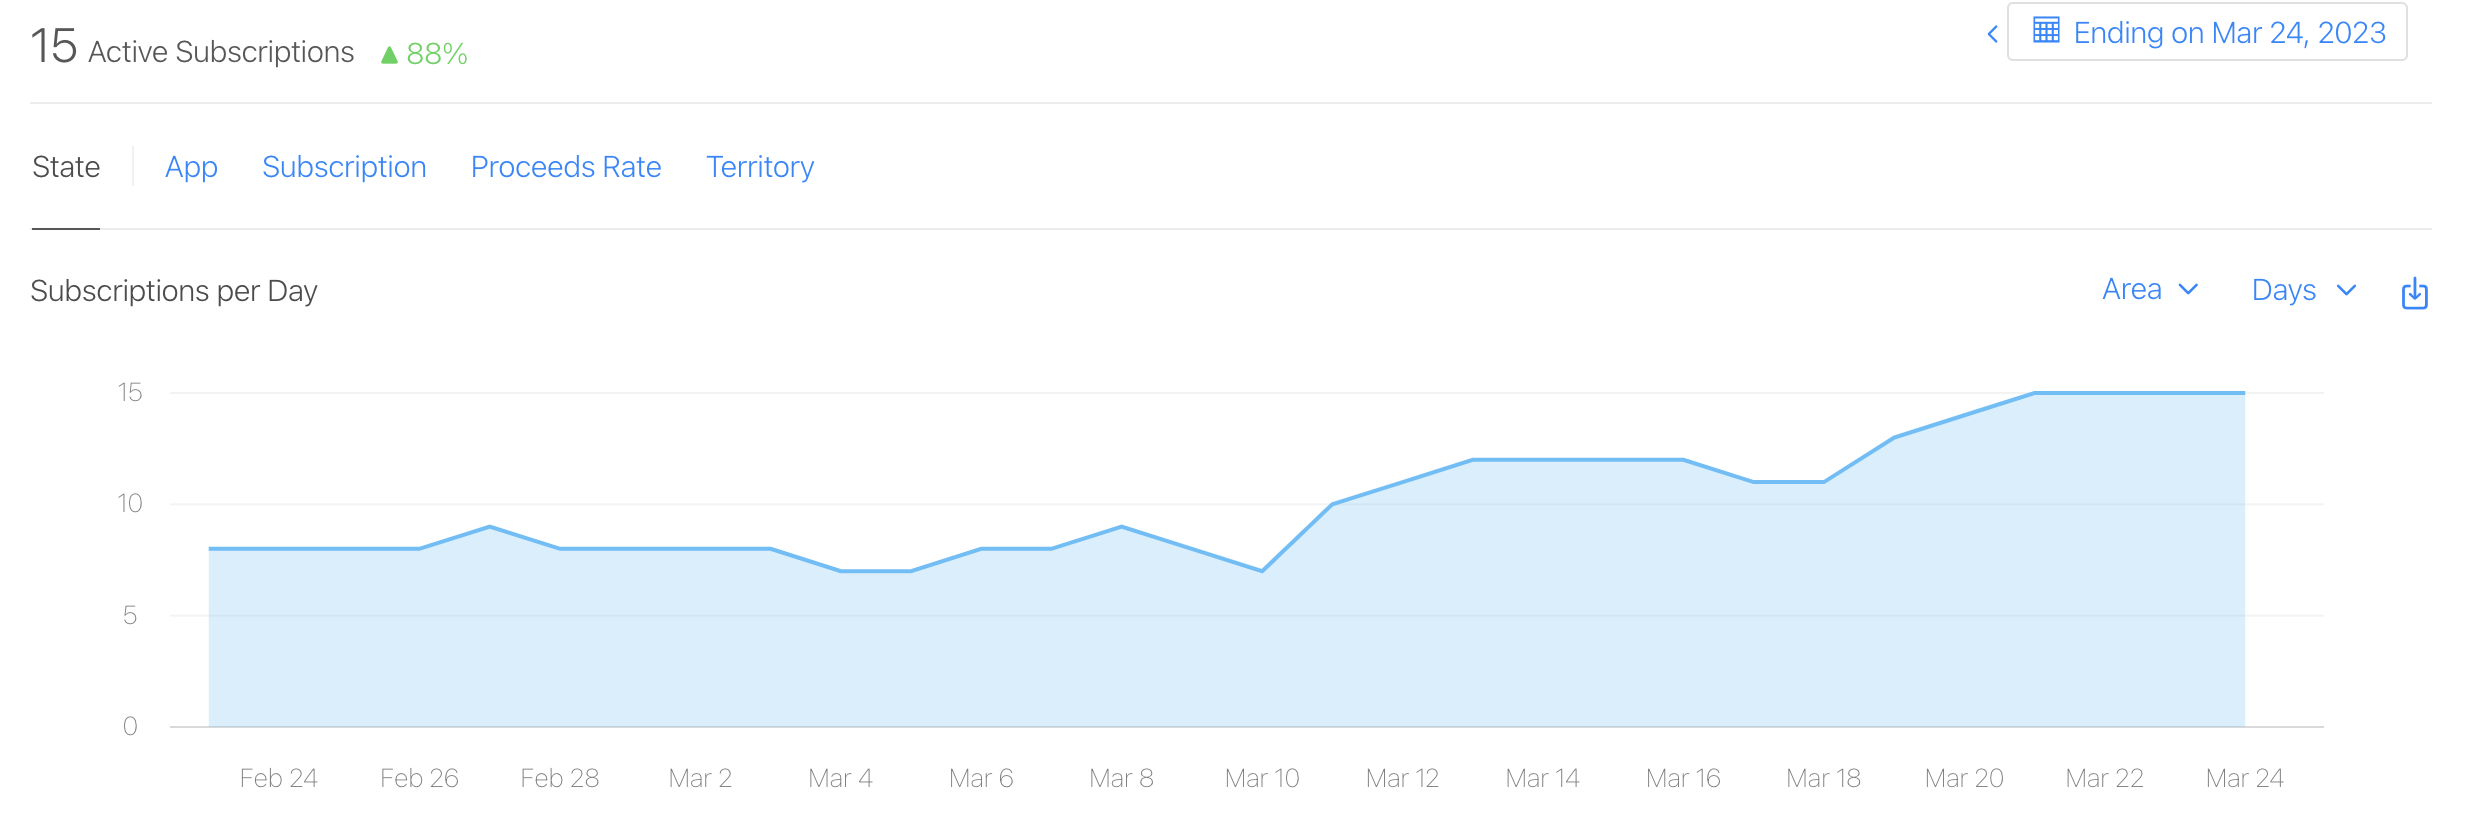 15 Active Subscriptions ▲ 88%
< Ending on Mar 24, 2023
State App Subscription Proceeds Rate Territory
Subscriptions per Day
Area Days
15
10
5
0
Feb 24 Feb 26 Feb 28 Mar 2 Mar 4 Mar 6 Mar 8 Mar 10 Mar 12 Mar 14 Mar 16 Mar 18 Mar 20 Mar 22 Mar 24